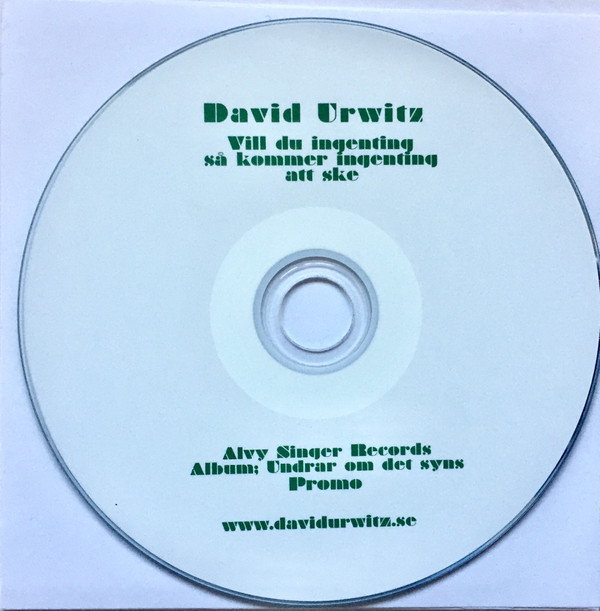 David Urwitz
Vill du ingenting
så kommer ingenting
att ske
Alvy Singer Records
Album; Undrar om det syns
Promo
www.davidurwitz.se